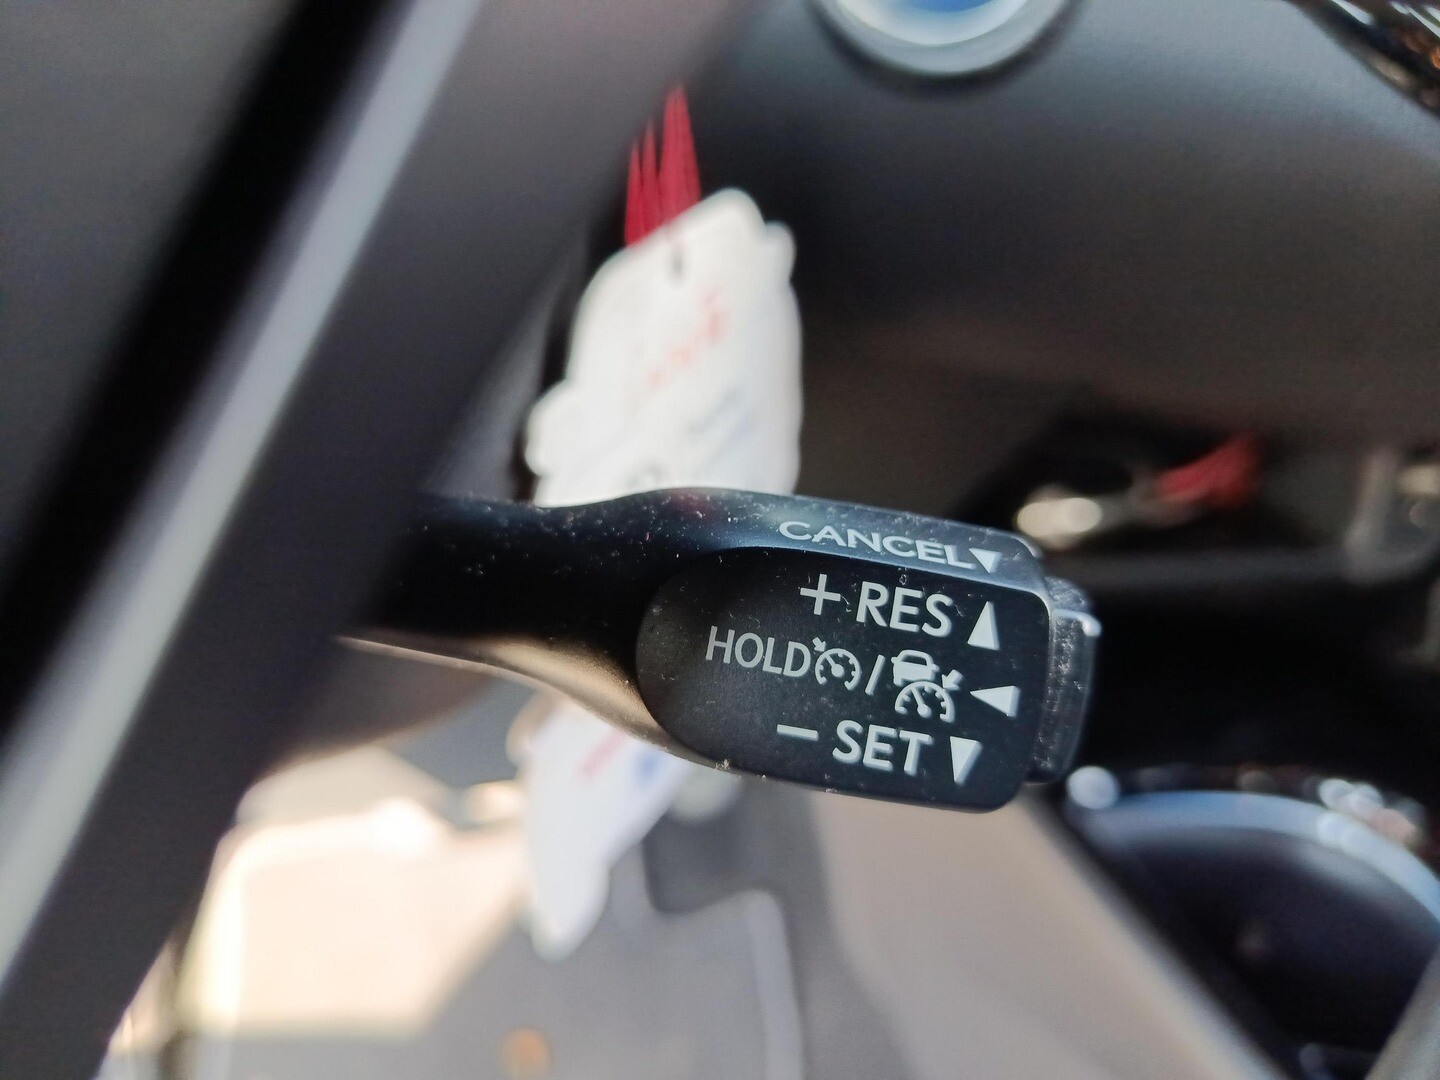 CANCEL▼
+ RES ▲
HOLD / ◀
− SET ▼